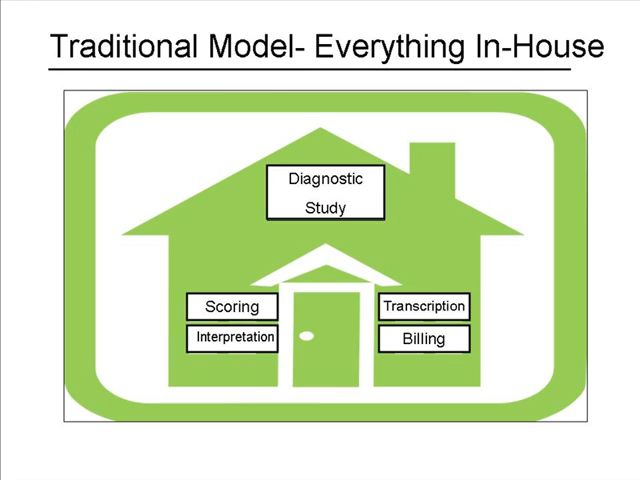 Traditional Model- Everything In-House
Diagnostic
Study
Scoring
Transcription
Interpretation
Billing